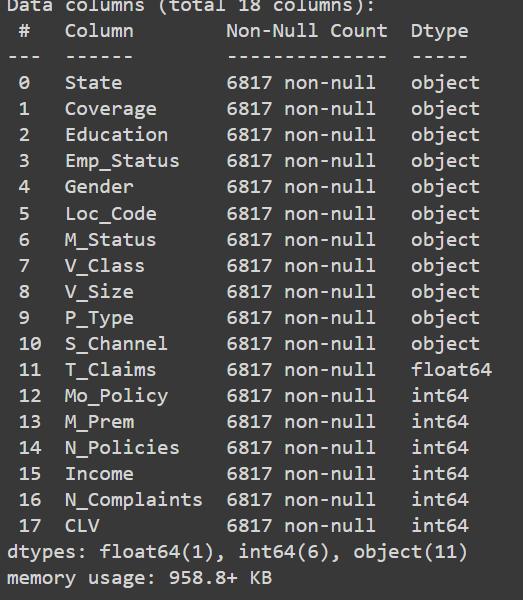 Data columns (total 18 columns):
 #   Column        Non-Null Count  Dtype
---  ------        --------------  -----
 0   State         6817 non-null   object
 1   Coverage      6817 non-null   object
 2   Education     6817 non-null   object
 3   Emp_Status    6817 non-null   object
 4   Gender        6817 non-null   object
 5   Loc_Code      6817 non-null   object
 6   M_Status      6817 non-null   object
 7   V_Class       6817 non-null   object
 8   V_Size        6817 non-null   object
 9   P_Type        6817 non-null   object
 10  S_Channel     6817 non-null   object
 11  T_Claims      6817 non-null   float64
 12  Mo_Policy     6817 non-null   int64
 13  M_Prem        6817 non-null   int64
 14  N_Policies    6817 non-null   int64
 15  Income        6817 non-null   int64
 16  N_Complaints  6817 non-null   int64
 17  CLV           6817 non-null   int64
dtypes: float64(1), int64(6), object(11)
memory usage: 958.8+ KB